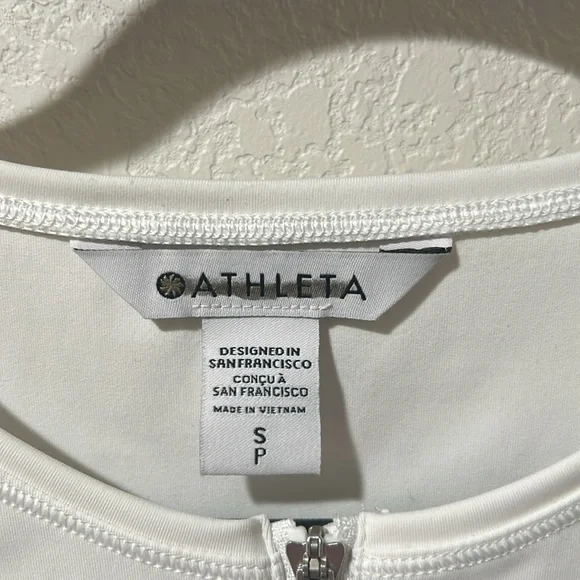 ATHLETA
DESIGNED IN
SAN FRANCISCO
CONÇU À
SAN FRANCISCO
MADE IN VIETNAM
S
P